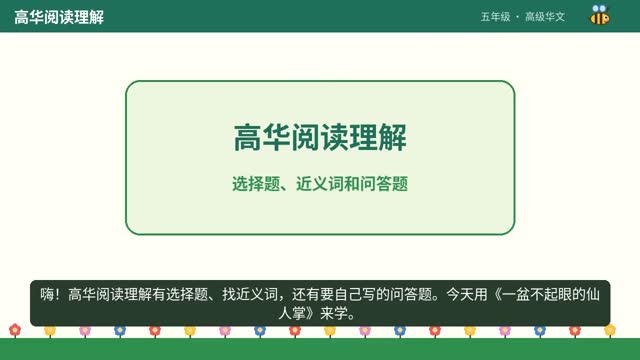 高华阅读理解
五年级 · 高级华文
高华阅读理解
选择题、近义词和问答题
嗨！高华阅读理解有选择题、找近义词，还有要自己写的问答题。今天用《一盆不起眼的仙
人掌》来学。